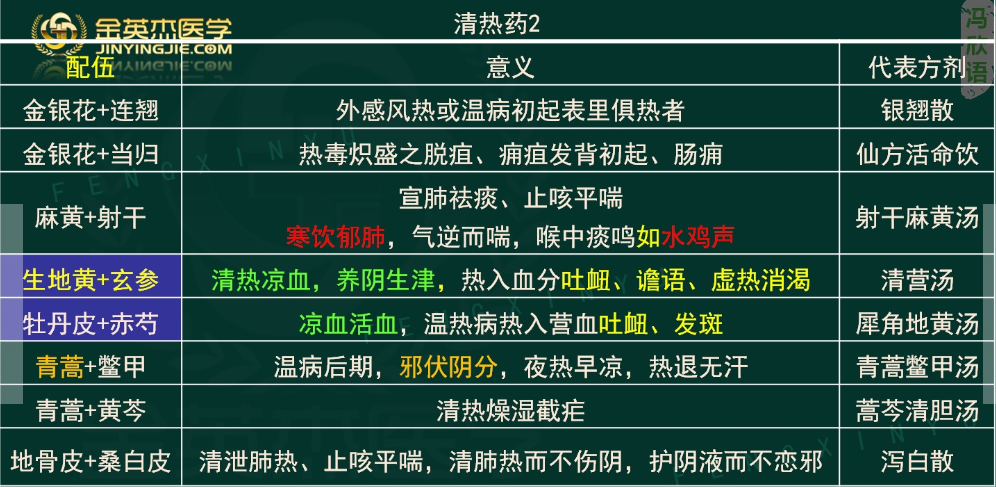 金英杰医学
JINYINGJIE.COM
清热药2
冯欣语
配伍 意义 代表方剂
金银花+连翘 外感风热或温病初起表里俱热者 银翘散
金银花+当归 热毒炽盛之脱疽、痈疽发背初起、肠痈 仙方活命饮
FENGXINYU
麻黄+射干 宣肺祛痰、止咳平喘 射干麻黄汤
寒饮郁肺，气逆而喘，喉中痰鸣如水鸡声
生地黄+玄参 清热凉血，养阴生津，热入血分吐衄、谵语、虚热消渴 清营汤
牡丹皮+赤芍 凉血活血，温热病热入营血吐衄、发斑 犀角地黄汤
FENGXINYU
青蒿+鳖甲 温病后期，邪伏阴分，夜热早凉，热退无汗 青蒿鳖甲汤
青蒿+黄芩 清热燥湿截疟 蒿芩清胆汤
金英杰医学
地骨皮+桑白皮 清泄肺热、止咳平喘，清肺热而不伤阴，护阴液而不恋邪 泻白散
FENGXINYU